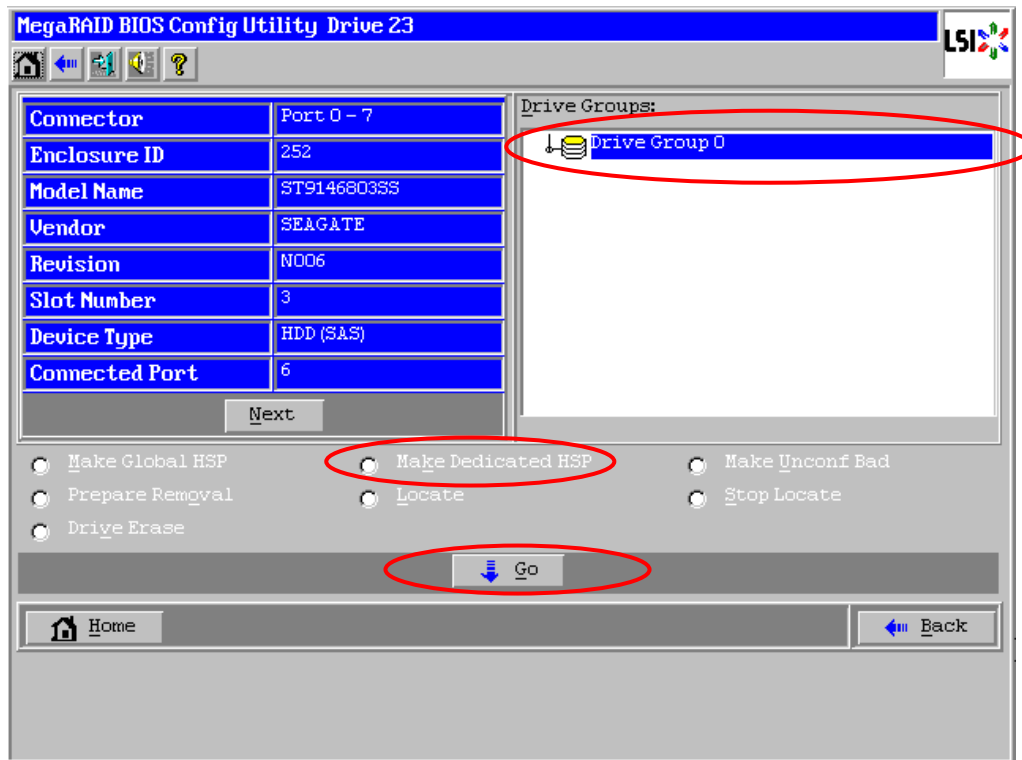 MegaRAID BIOS Config Utility Drive 23
LSI
Connector Port 0 - 7
Enclosure ID 252
Model Name ST9146803SS
Vendor SEAGATE
Revision N006
Slot Number 3
Device Type HDD (SAS)
Connected Port 6
Next
Drive Groups:
Drive Group 0
Make Global HSP Make Dedicated HSP Make Unconf Bad
Prepare Removal Locate Stop Locate
Drive Erase
Go
Home Back